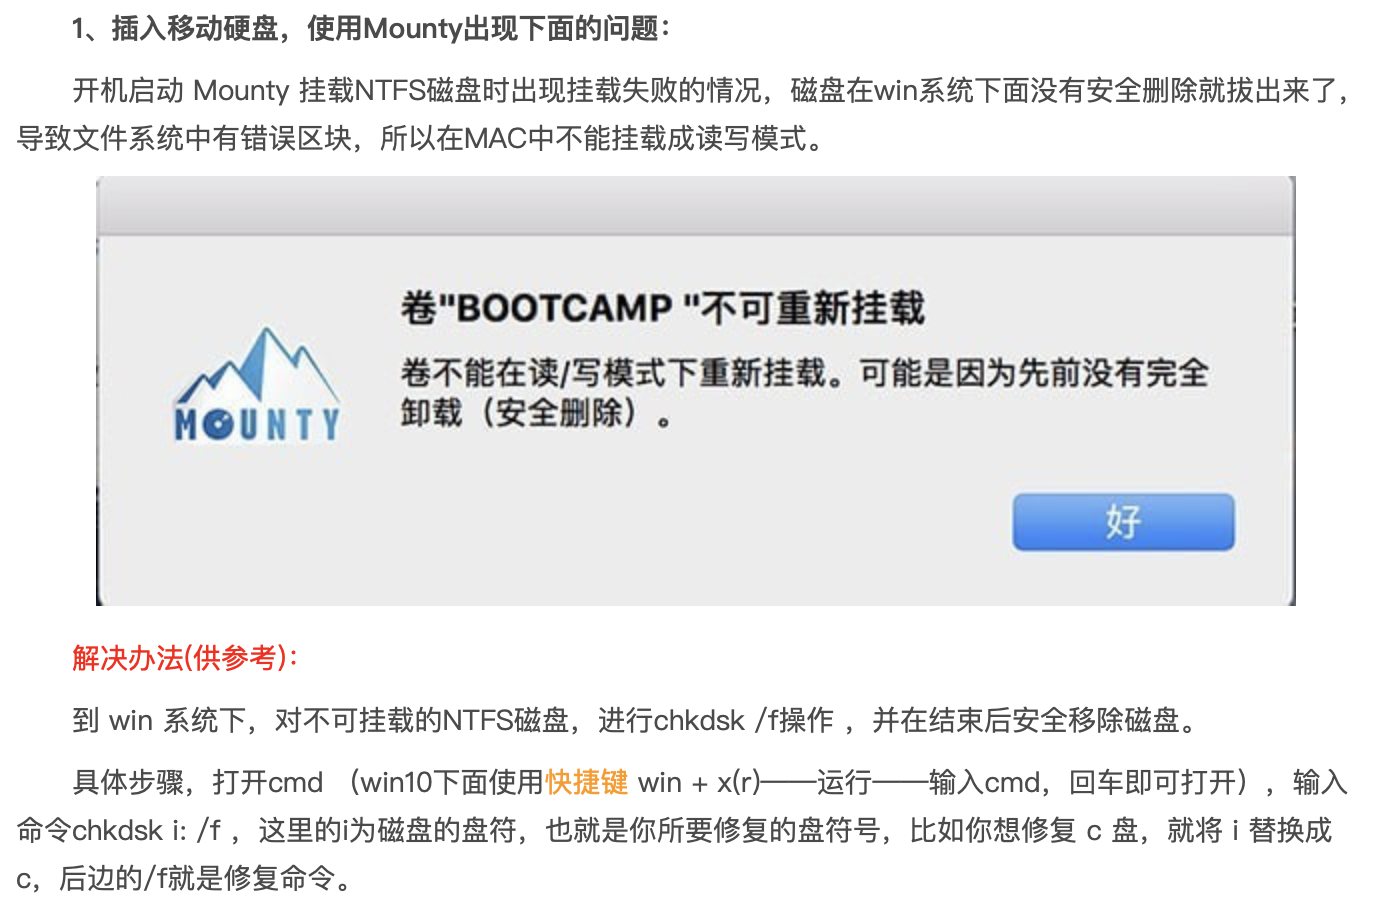 1、插入移动硬盘，使用Mounty出现下面的问题：
开机启动 Mounty 挂载NTFS磁盘时出现挂载失败的情况，磁盘在win系统下面没有安全删除就拔出来了，
导致文件系统中有错误区块，所以在MAC中不能挂载成读写模式。
卷"BOOTCAMP "不可重新挂载
卷不能在读/写模式下重新挂载。可能是因为先前没有完全
卸载（安全删除）。
MOUNTY
好
解决办法(供参考)：
到 win 系统下，对不可挂载的NTFS磁盘，进行chkdsk /f操作 ，并在结束后安全移除磁盘。
具体步骤，打开cmd （win10下面使用快捷键 win + x(r)——运行——输入cmd，回车即可打开），输入
命令chkdsk i: /f ，这里的i为磁盘的盘符，也就是你所要修复的盘符号，比如你想修复 c 盘，就将 i 替换成
c，后边的/f就是修复命令。